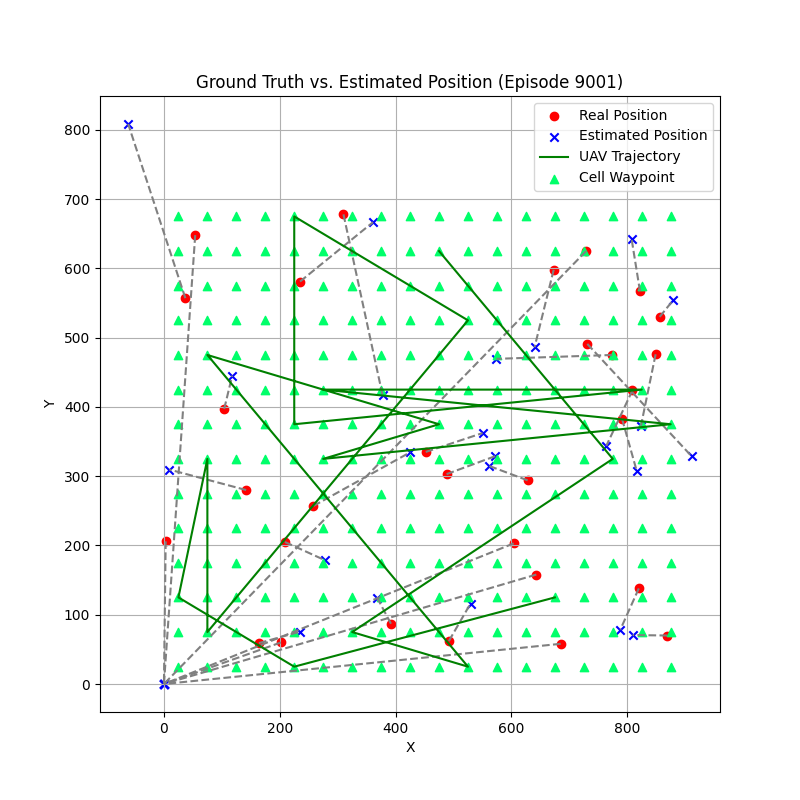 Ground Truth vs. Estimated Position (Episode 9001)
Real Position
Estimated Position
UAV Trajectory
Cell Waypoint
800
700
600
500
400
300
200
100
0
Y
0 200 400 600 800
X